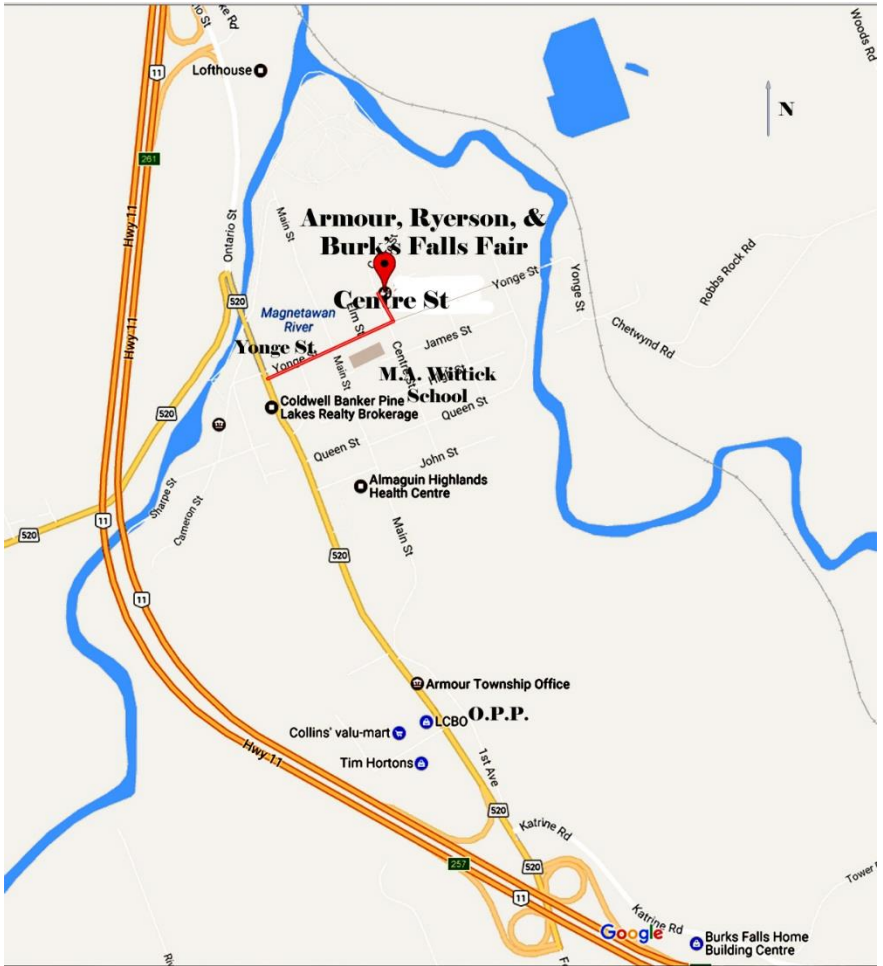 Woods Rd
Lofthouse
11
N
261
Hwy 11
Main St
Ontario St
Armour, Ryerson, &
Burk's Falls Fair
Yonge St
Yonge St
Robbs Rock Rd
520
Magnetawan
River
Centre St
Elm St
Hwy 11
James St
Chetwynd Rd
Yonge St.
Yonge St
Main St
Centre St
High St
M.A. Wittick
School
Coldwell Banker Pine
Lakes Realty Brokerage
520
Queen St
Queen St
John St
Almaguin Highlands
Health Centre
Sharpe St
11
520
Cameron St
Main St
520
11
Armour Township Office
LCBO
O.P.P.
Collins' valu-mart
Hwy 11
Tim Hortons
1st Ave
520
Katrine Rd
257
520
11
Katrine Rd
Google
Burks Falls Home
Building Centre